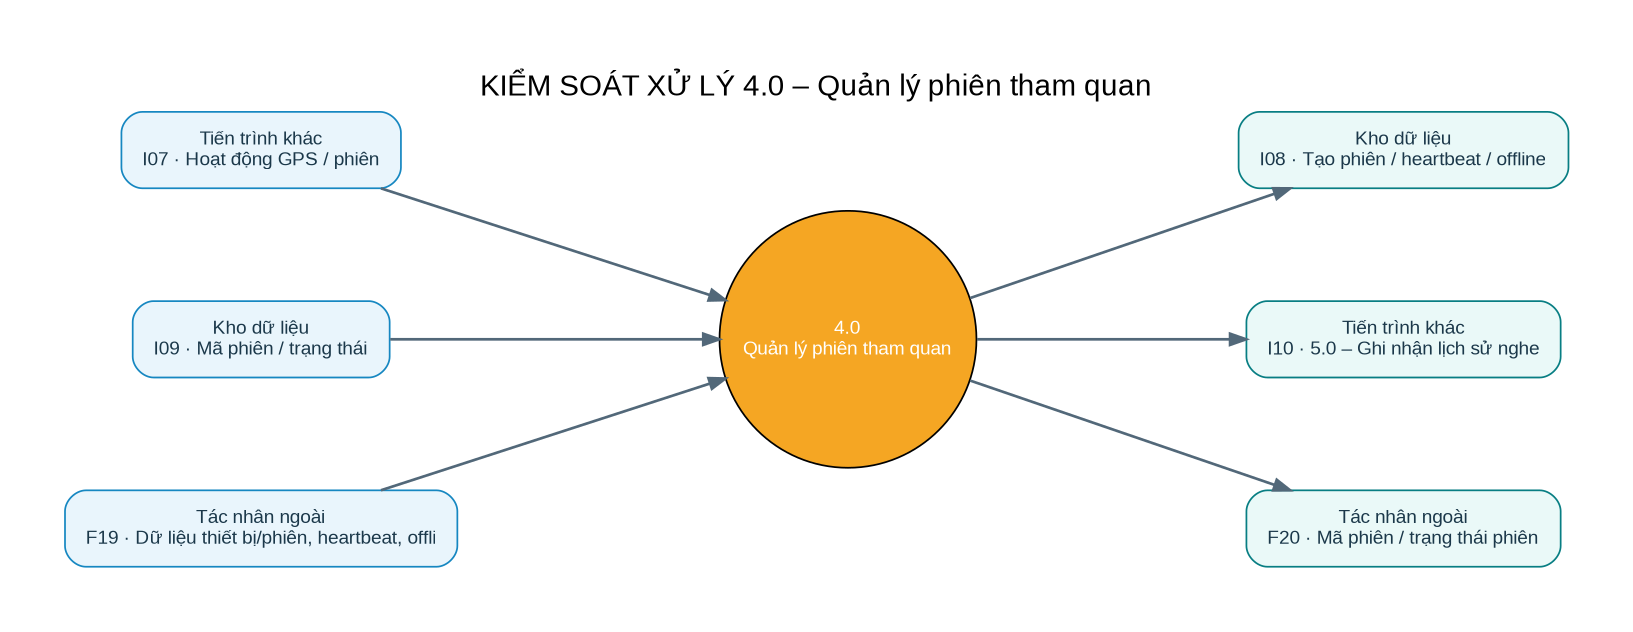 KIỂM SOÁT XỬ LÝ 4.0 – Quản lý phiên tham quan
Tiến trình khác
I07 · Hoạt động GPS / phiên
Kho dữ liệu
I09 · Mã phiên / trạng thái
Tác nhân ngoài
F19 · Dữ liệu thiết bị/phiên, heartbeat, offli
4.0
Quản lý phiên tham quan
Kho dữ liệu
I08 · Tạo phiên / heartbeat / offline
Tiến trình khác
I10 · 5.0 – Ghi nhận lịch sử nghe
Tác nhân ngoài
F20 · Mã phiên / trạng thái phiên